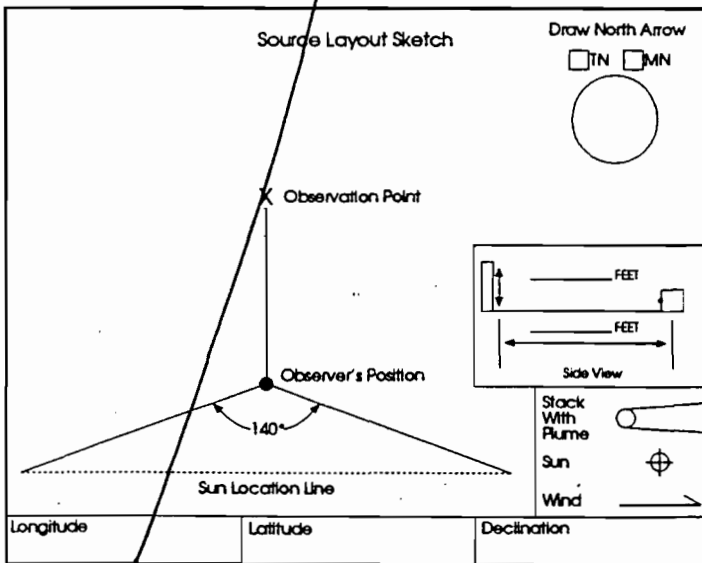 Source Layout Sketch
Draw North Arrow
TN MN
X Observation Point
FEET
FEET
Side View
Observer's Position
140°
Sun Location Line
Stack
With
Plume
Sun
Wind
Longitude
Latitude
Declination